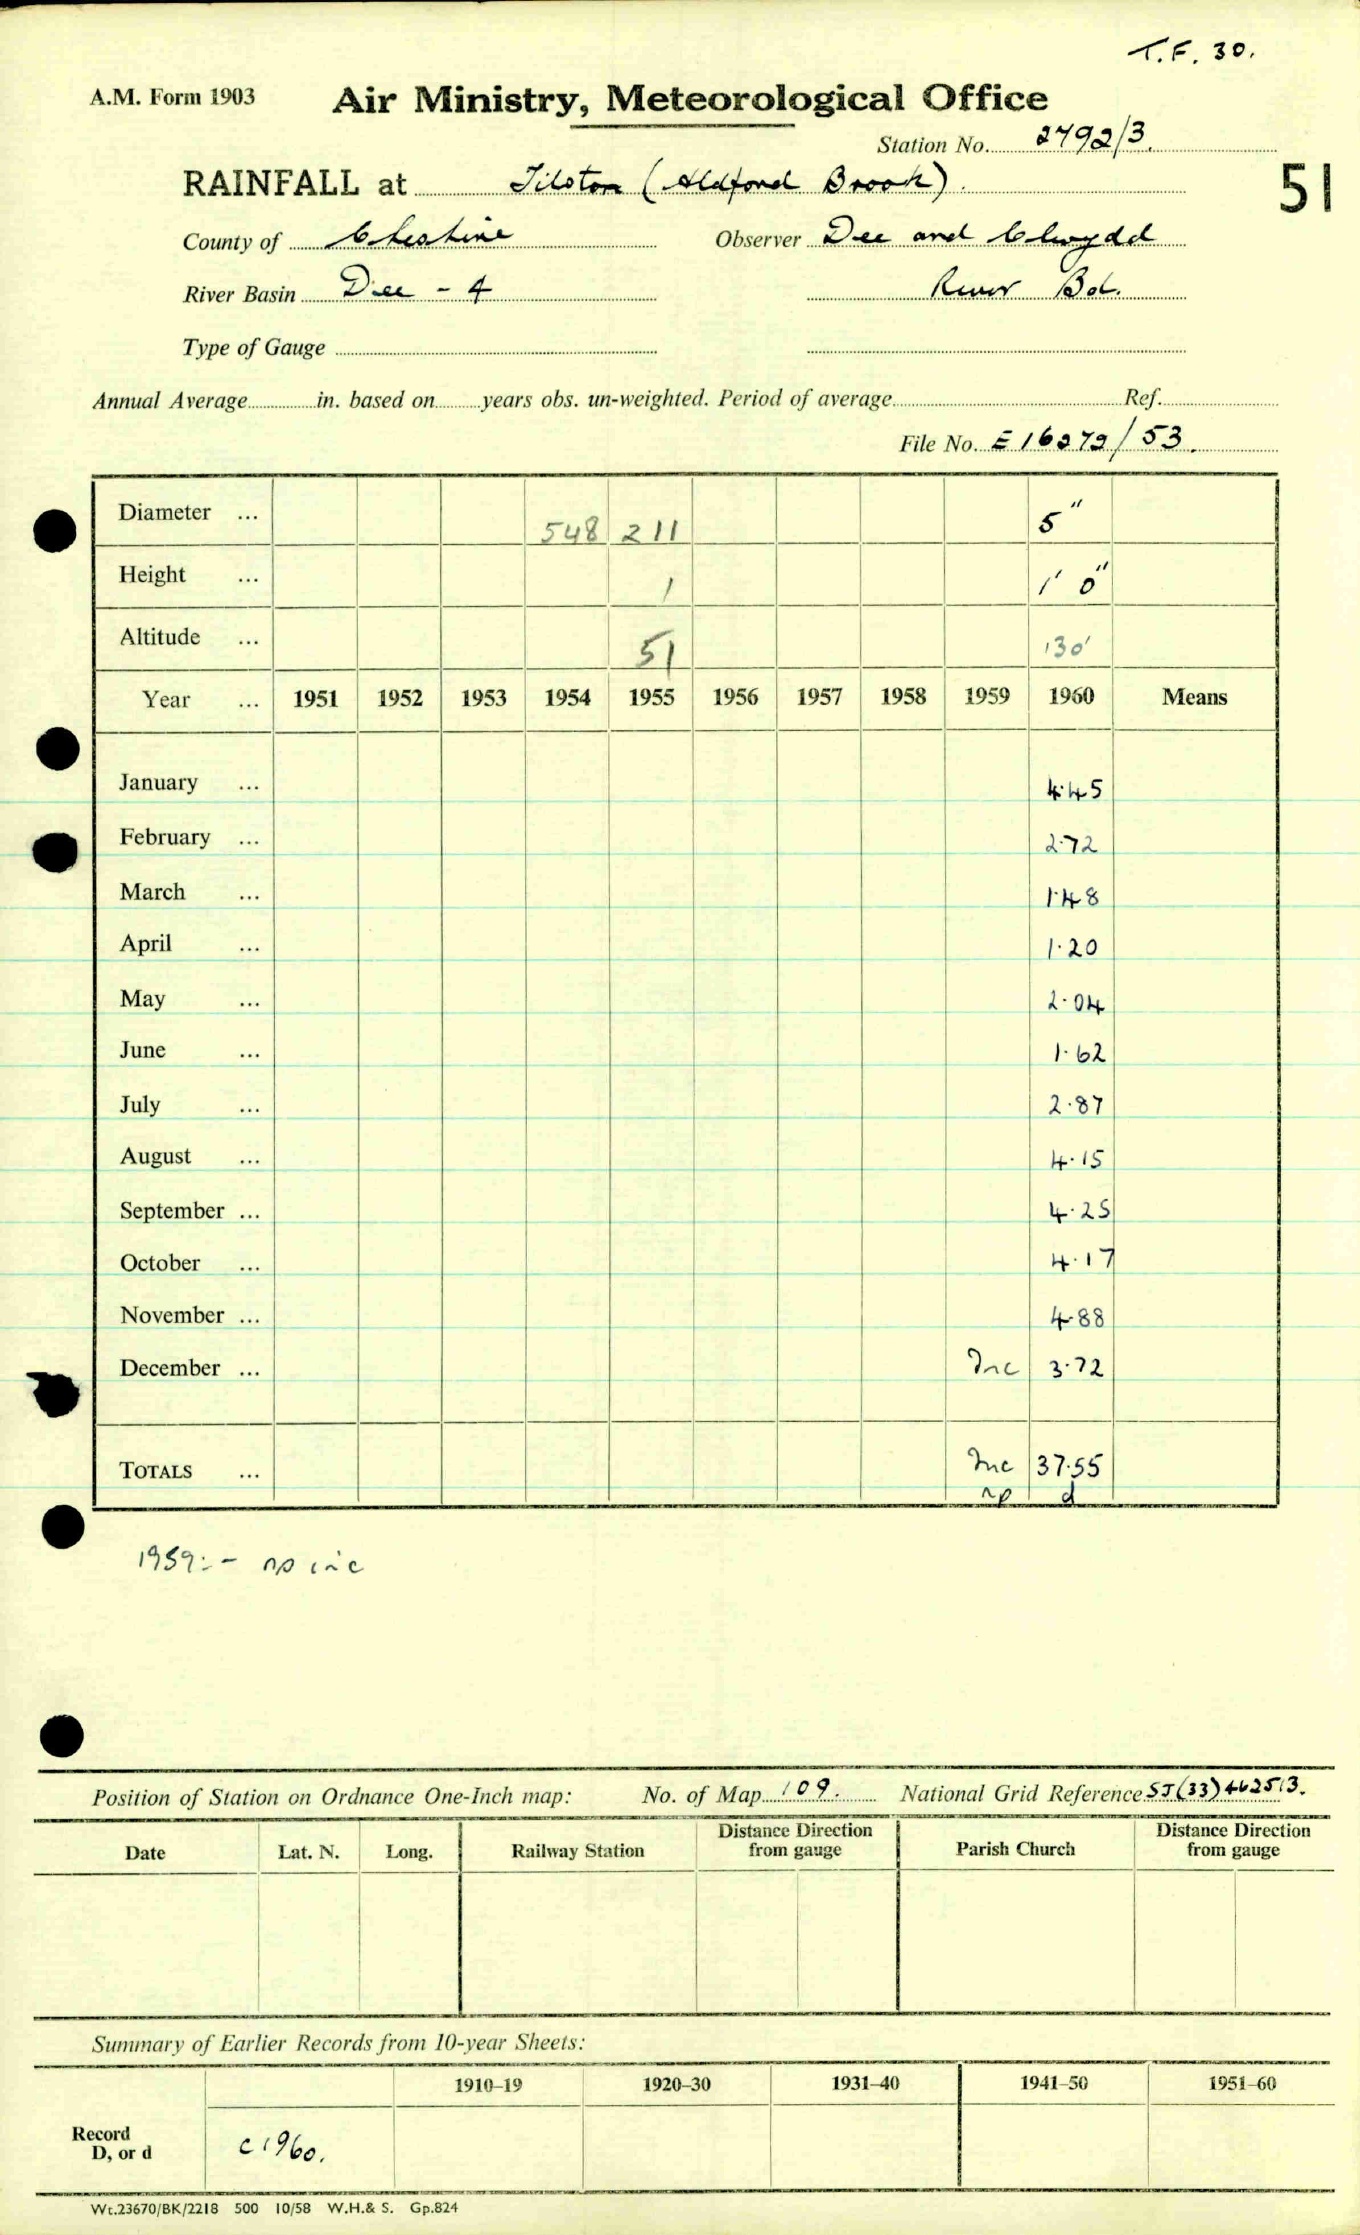 T.F. 30.
A.M. Form 1903 Air Ministry, Meteorological Office
Station No. 2792/3.
RAINFALL at Tilston (Aldford Brook). 51
County of Cheshire Observer Dee and Clwydd
River Basin Dee - 4 River Bd.
Type of Gauge
Annual Average in. based on years obs. un-weighted. Period of average Ref.
File No. E16272/53.
Diameter ... 548 211 5"
Height ... 1 1' 0"
Altitude ... 51 130'
Year ... 1951 1952 1953 1954 1955 1956 1957 1958 1959 1960 Means
January ... 4.45
February ... 2.72
March ... 1.48
April ... 1.20
May ... 2.04
June ... 1.62
July ... 2.87
August ... 4.15
September ... 4.25
October ... 4.17
November ... 4.88
December ... Inc 3.72
TOTALS ... Inc 37.55
np d
1959:- np inc
Position of Station on Ordnance One-Inch map: No. of Map 109. National Grid Reference SJ(33)462513.
Date Lat. N. Long. Railway Station Distance Direction from gauge Parish Church Distance Direction from gauge
Summary of Earlier Records from 10-year Sheets:
1910–19 1920–30 1931–40 1941–50 1951–60
Record
D, or d c1960.
Wt.23670/BK/2218 500 10/58 W.H.& S. Gp.824